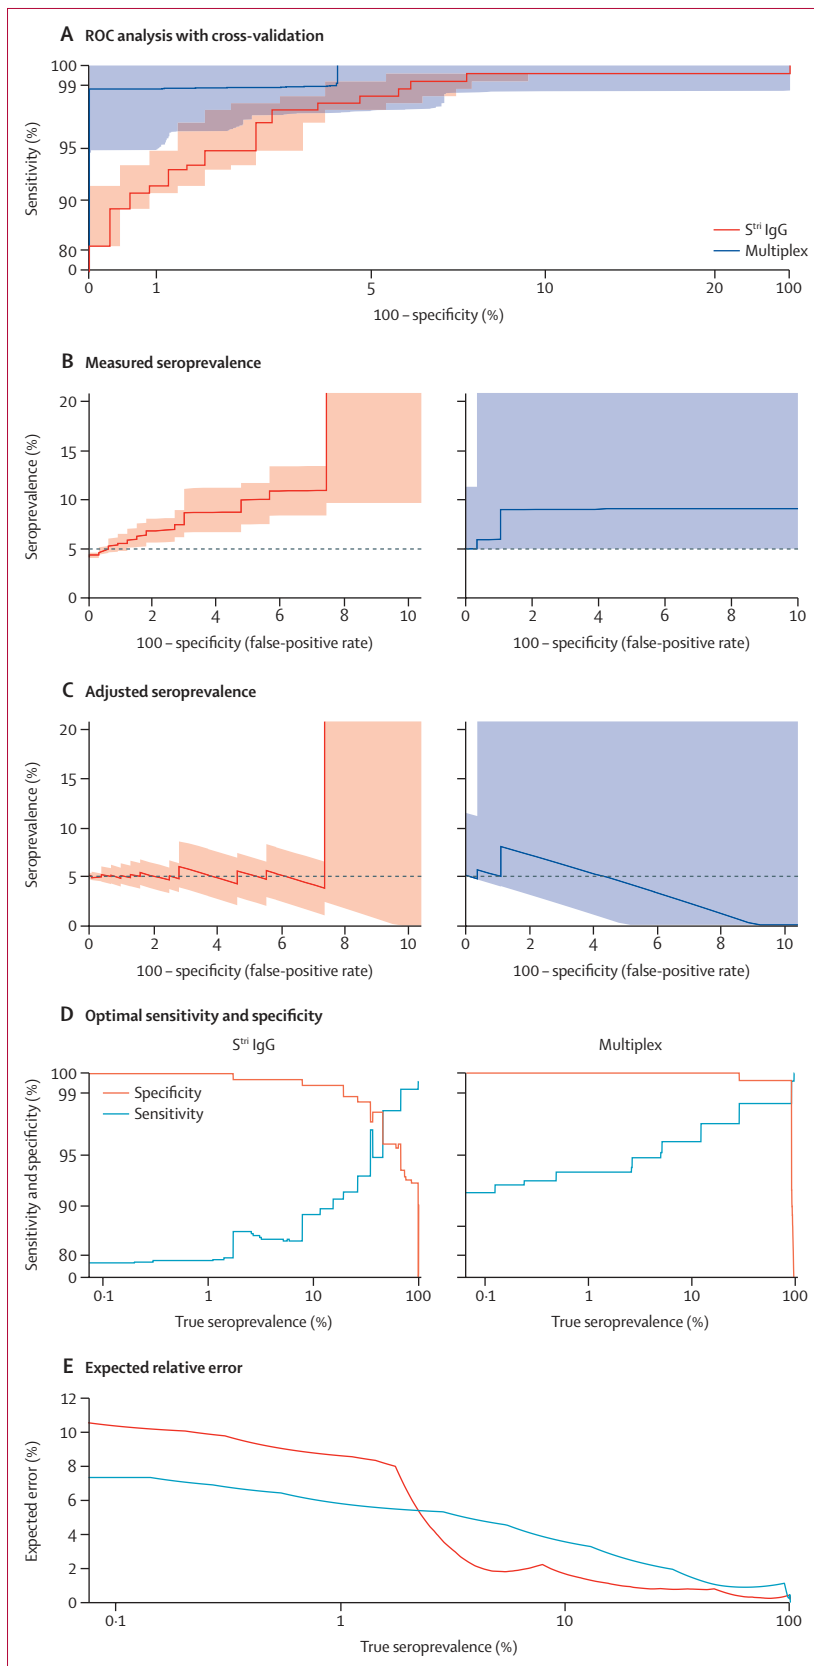 A ROC analysis with cross-validation
100
99
95
90
80
0
Sensitivity (%)
0 1 5 10 20 100
100 – specificity (%)
Sᵗʳⁱ IgG
Multiplex
B Measured seroprevalence
20
15
10
5
0
Seroprevalence (%)
0 2 4 6 8 10
100 – specificity (false-positive rate)
0 2 4 6 8 10
100 – specificity (false-positive rate)
C Adjusted seroprevalence
20
15
10
5
0
Seroprevalence (%)
0 2 4 6 8 10
100 – specificity (false-positive rate)
0 2 4 6 8 10
100 – specificity (false-positive rate)
D Optimal sensitivity and specificity
Sᵗʳⁱ IgG
Multiplex
100
99
95
90
80
0
Sensitivity and specificity (%)
Specificity
Sensitivity
0·1 1 10 100
True seroprevalence (%)
0·1 1 10 100
True seroprevalence (%)
E Expected relative error
12
10
8
6
4
2
0
Expected error (%)
0·1 1 10 100
True seroprevalence (%)